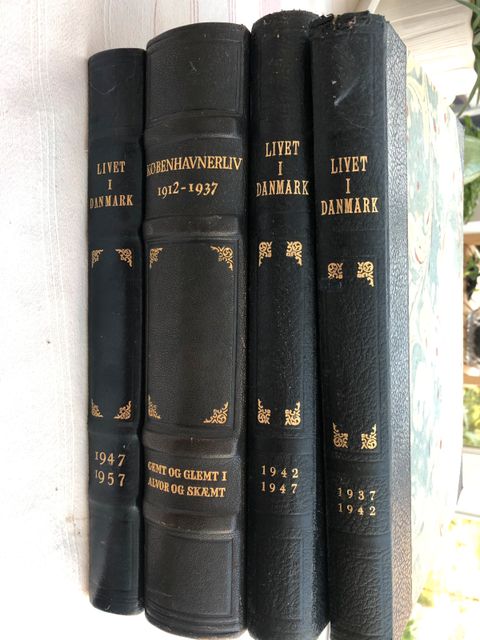 LIVET
I
DANMARK
1947
1957
KØBENHAVNERLIV
1912-1937
GEMT OG GLEMT I
ALVOR OG SKÆMT
LIVET
I
DANMARK
1942
1947
LIVET
I
DANMARK
1937
1942